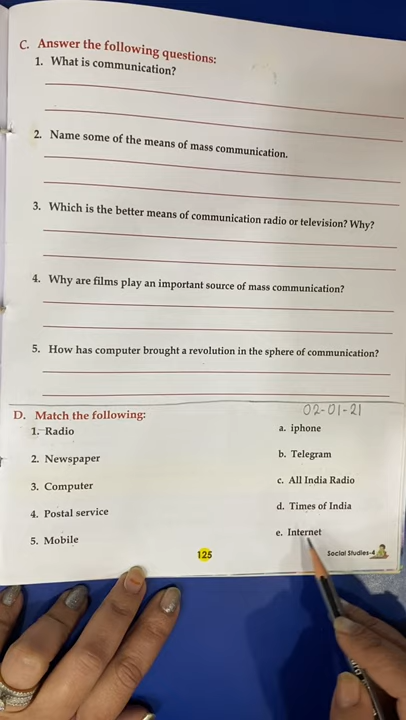 C. Answer the following questions:
1. What is communication?
2. Name some of the means of mass communication.
3. Which is the better means of communication radio or television? Why?
4. Why are films play an important source of mass communication?
5. How has computer brought a revolution in the sphere of communication?
02-01-21
D. Match the following:
1. Radio a. iphone
2. Newspaper b. Telegram
3. Computer c. All India Radio
4. Postal service d. Times of India
5. Mobile e. Internet
125 Social Studies-4